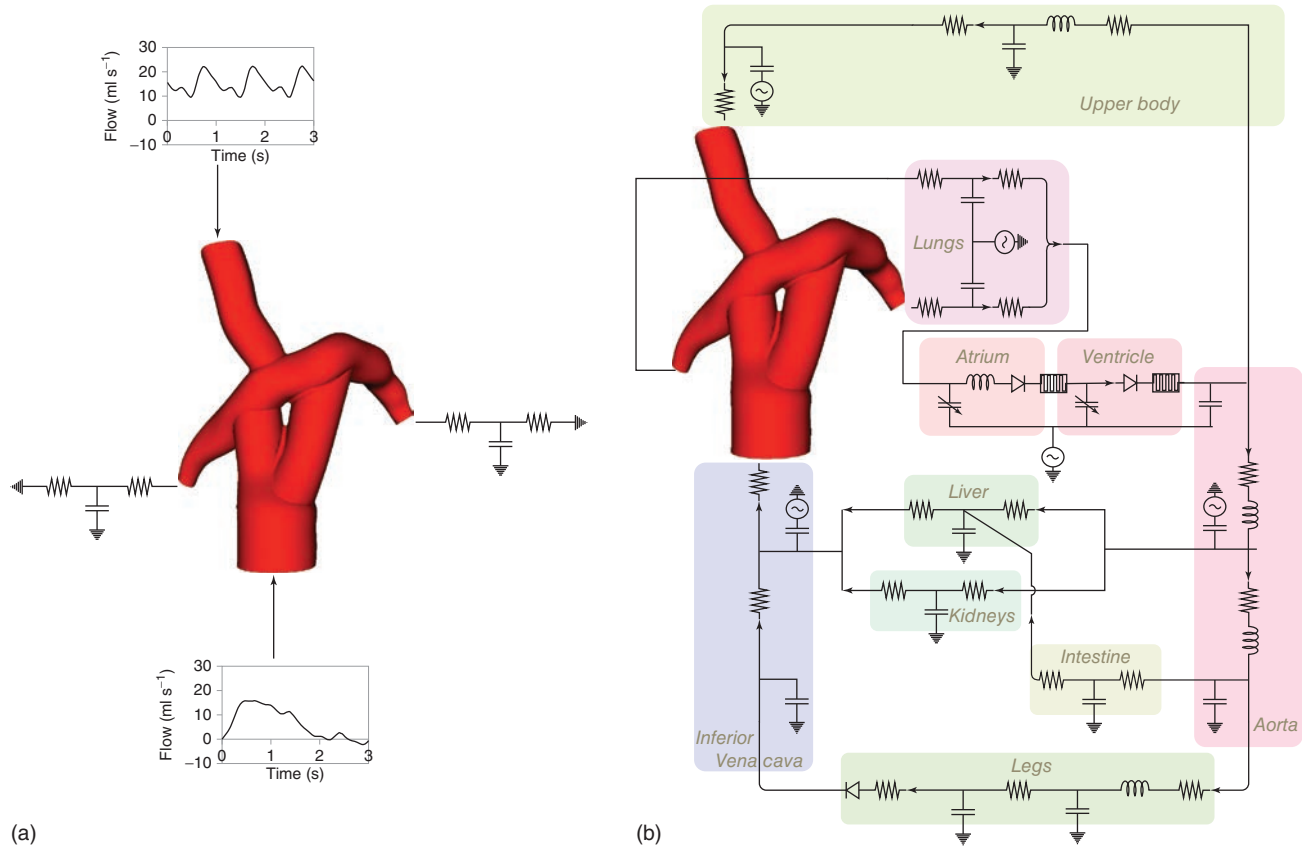 30
20
10
0
−10
Flow (ml s−1)
0
1
2
3
Time (s)
30
20
10
0
−10
Flow (ml s−1)
0
1
2
3
Time (s)
(a)
Upper body
Lungs
Atrium
Ventricle
Liver
Kidneys
Intestine
Aorta
Inferior
Vena cava
Legs
(b)